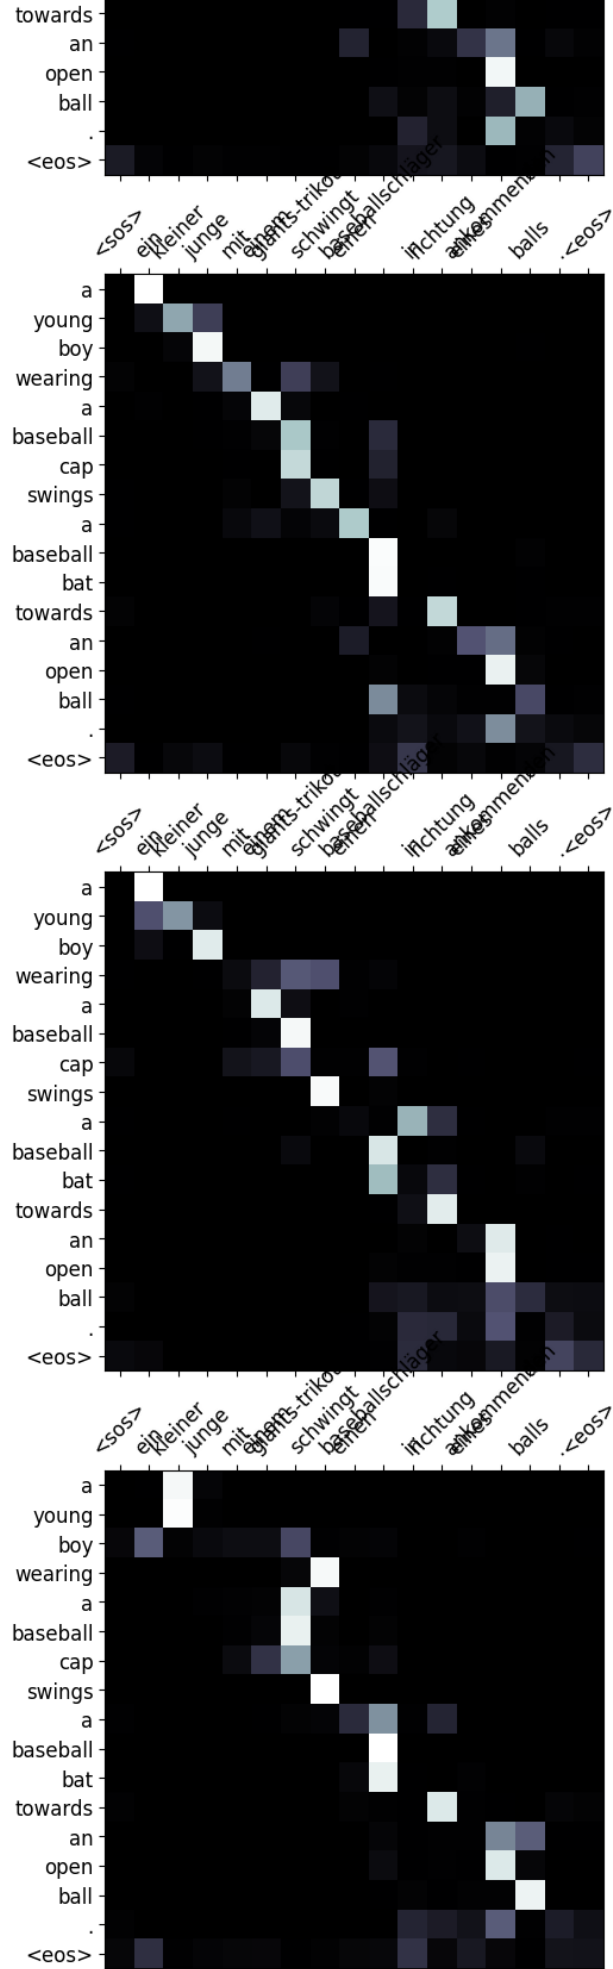 towards
an
open
ball
.
<eos>
<sos> ein kleiner junge mit einem giants-trikot schwingt baseballschläger einen in richtung ankommenden eines balls . <eos>
a
young
boy
wearing
a
baseball
cap
swings
a
baseball
bat
towards
an
open
ball
.
<eos>
<sos> ein kleiner junge mit einem giants-trikot schwingt baseballschläger einen in richtung ankommenden eines balls . <eos>
a
young
boy
wearing
a
baseball
cap
swings
a
baseball
bat
towards
an
open
ball
.
<eos>
<sos> ein kleiner junge mit einem giants-trikot schwingt baseballschläger einen in richtung ankommenden eines balls . <eos>
a
young
boy
wearing
a
baseball
cap
swings
a
baseball
bat
towards
an
open
ball
.
<eos>